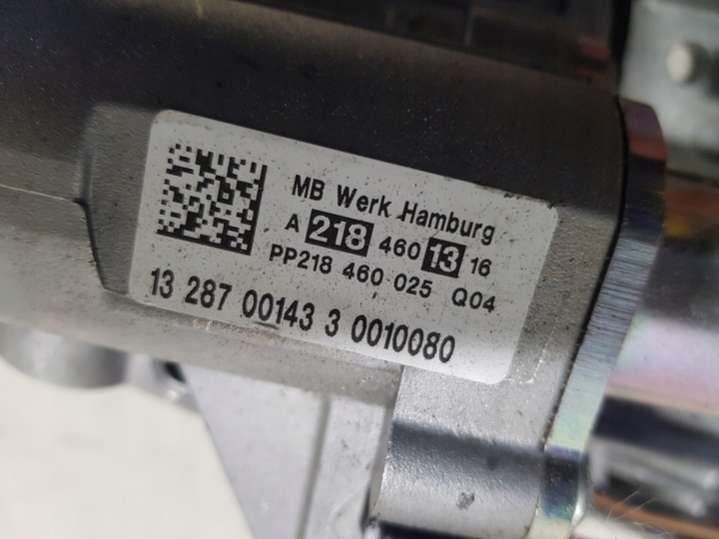 MB Werk Hamburg
A 218 460 13 16
PP218 460 025 Q04
13 287 00143 3 0010080